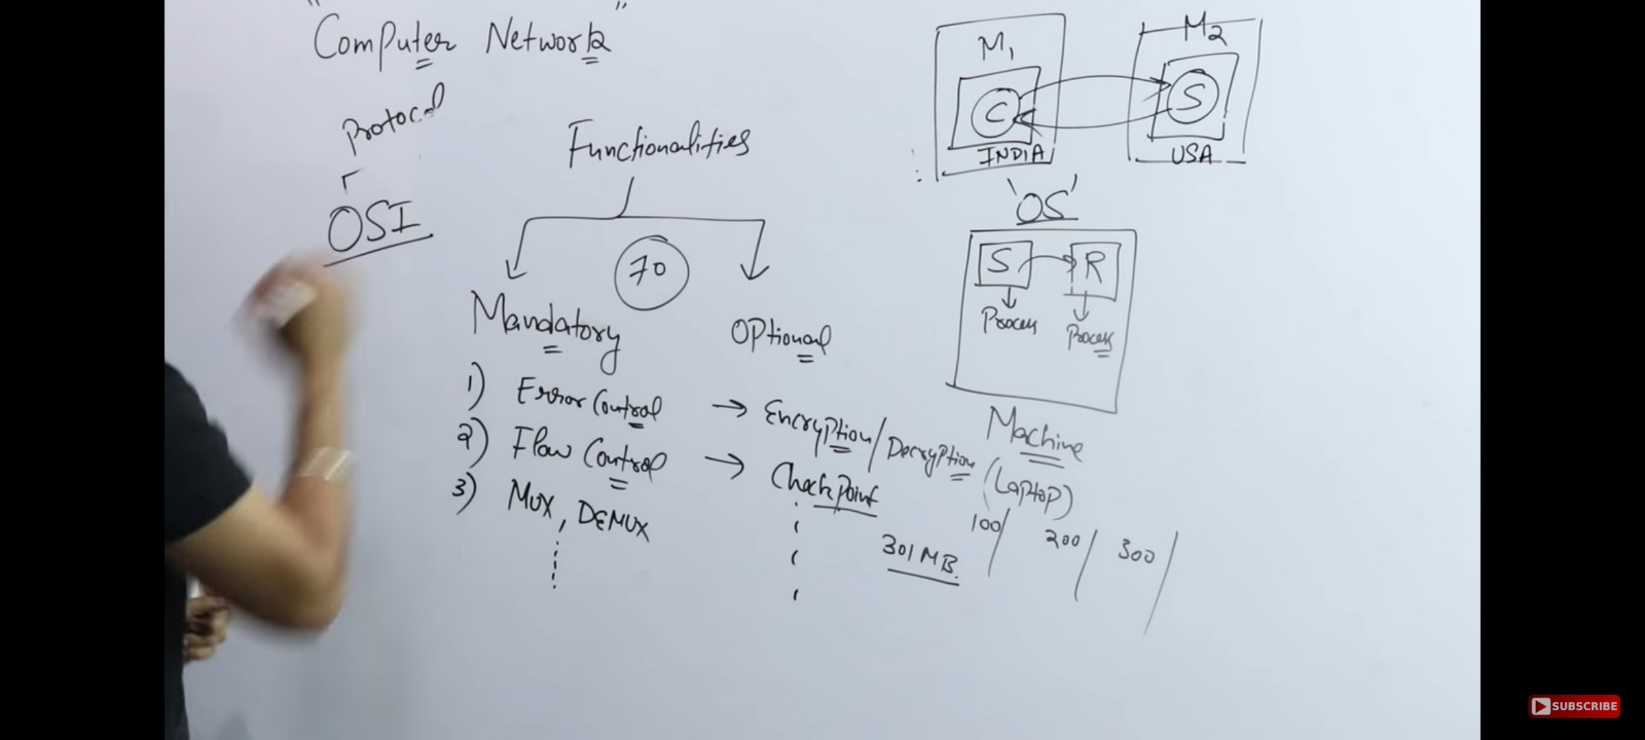 "Computer Network"
Protocol
OSI
Functionalities
70
Mandatory
Optional
1) Error Control
2) Flow Control
3) MUX, DEMUX
→ Encryption/Decryption
→ CheckPoint
301 MB.
100/ 200/ 300/
M1
C
INDIA
M2
S
USA
'OS'
S
R
Process
Process
Machine
(Laptop)
SUBSCRIBE